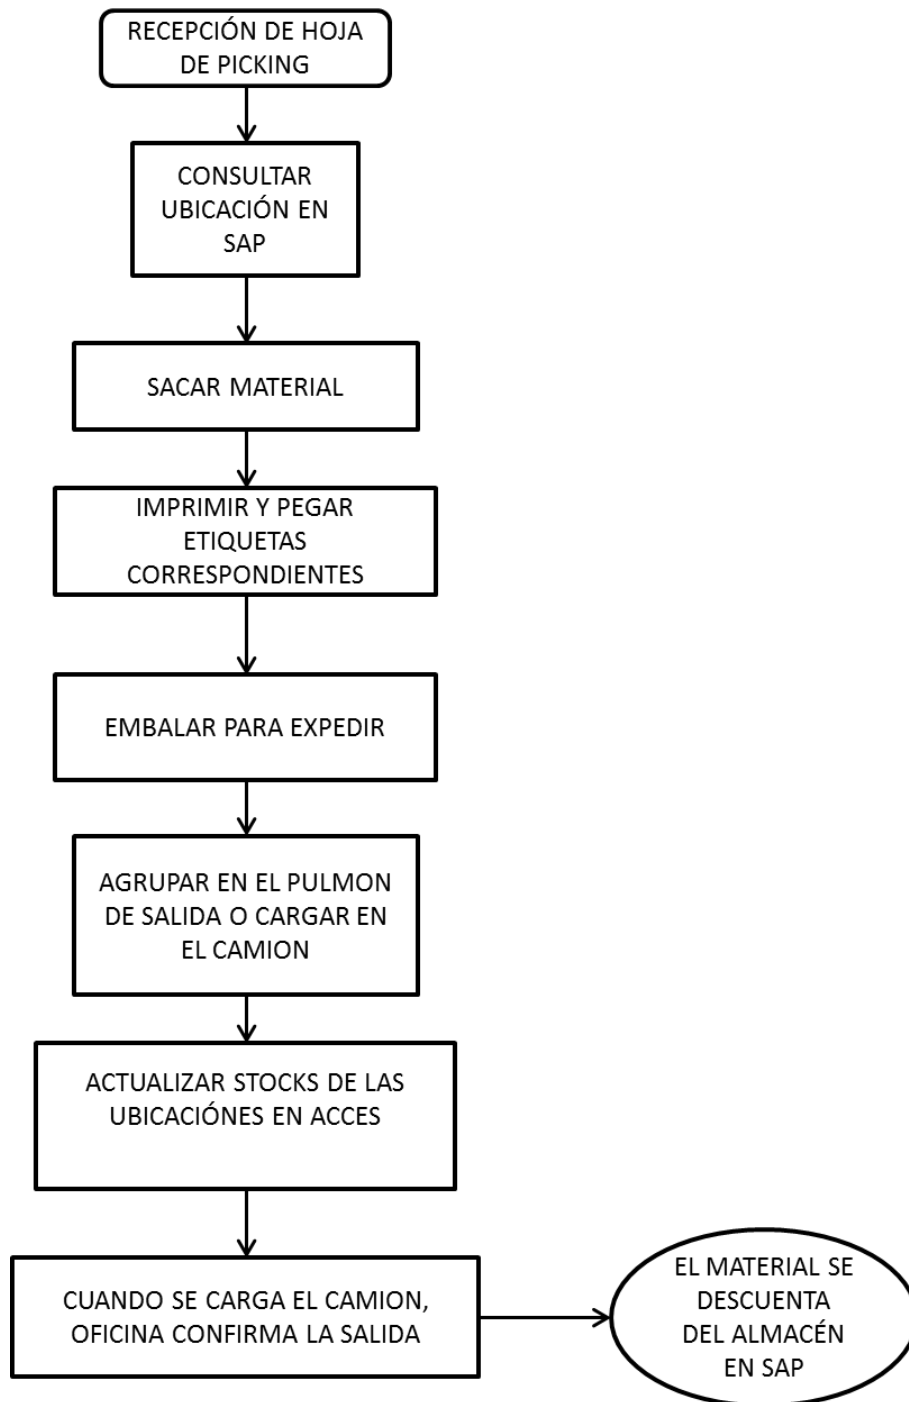 RECEPCIÓN DE HOJA
DE PICKING
CONSULTAR
UBICACIÓN EN
SAP
SACAR MATERIAL
IMPRIMIR Y PEGAR
ETIQUETAS
CORRESPONDIENTES
EMBALAR PARA EXPEDIR
AGRUPAR EN EL PULMON
DE SALIDA O CARGAR EN
EL CAMION
ACTUALIZAR STOCKS DE LAS
UBICACIÓNES EN ACCES
CUANDO SE CARGA EL CAMION,
OFICINA CONFIRMA LA SALIDA
EL MATERIAL SE
DESCUENTA
DEL ALMACÉN
EN SAP